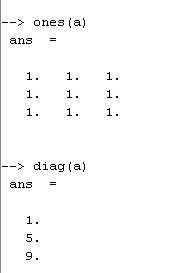 --> ones(a)
ans  =
1.   1.   1.
1.   1.   1.
1.   1.   1.
--> diag(a)
ans  =
1.
5.
9.